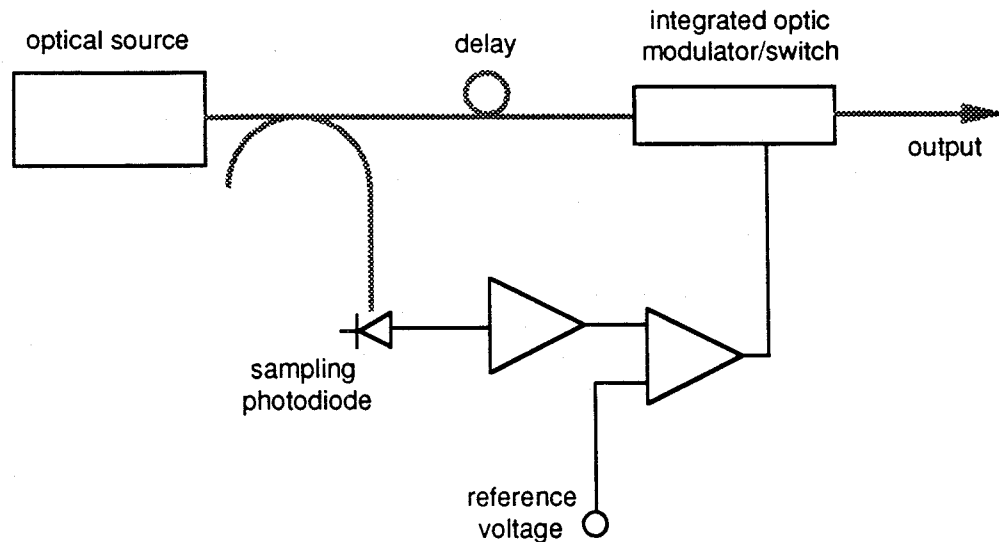 optical source
delay
integrated optic
modulator/switch
output
sampling
photodiode
reference
voltage